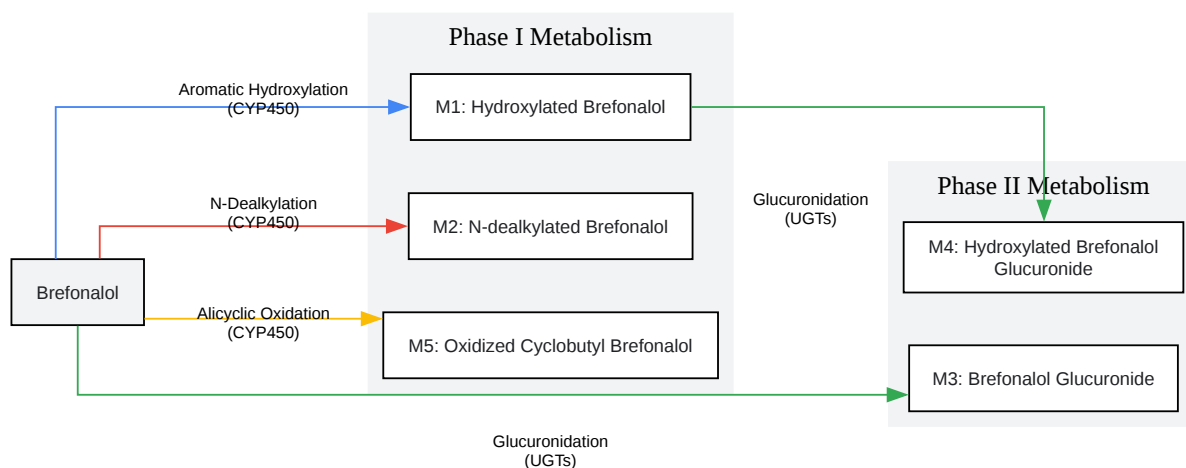 Phase I Metabolism
Aromatic Hydroxylation
(CYP450)
M1: Hydroxylated Brefonalol
N-Dealkylation
(CYP450)
M2: N-dealkylated Brefonalol
Glucuronidation
(UGTs)
Phase II Metabolism
M4: Hydroxylated Brefonalol
Glucuronide
Brefonalol
Alicyclic Oxidation
(CYP450)
M5: Oxidized Cyclobutyl Brefonalol
M3: Brefonalol Glucuronide
Glucuronidation
(UGTs)